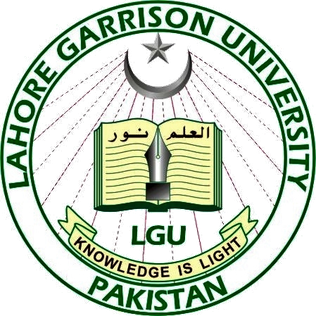 LAHORE GARRISON UNIVERSITY
العلم نور
LGU
KNOWLEDGE IS LIGHT
PAKISTAN